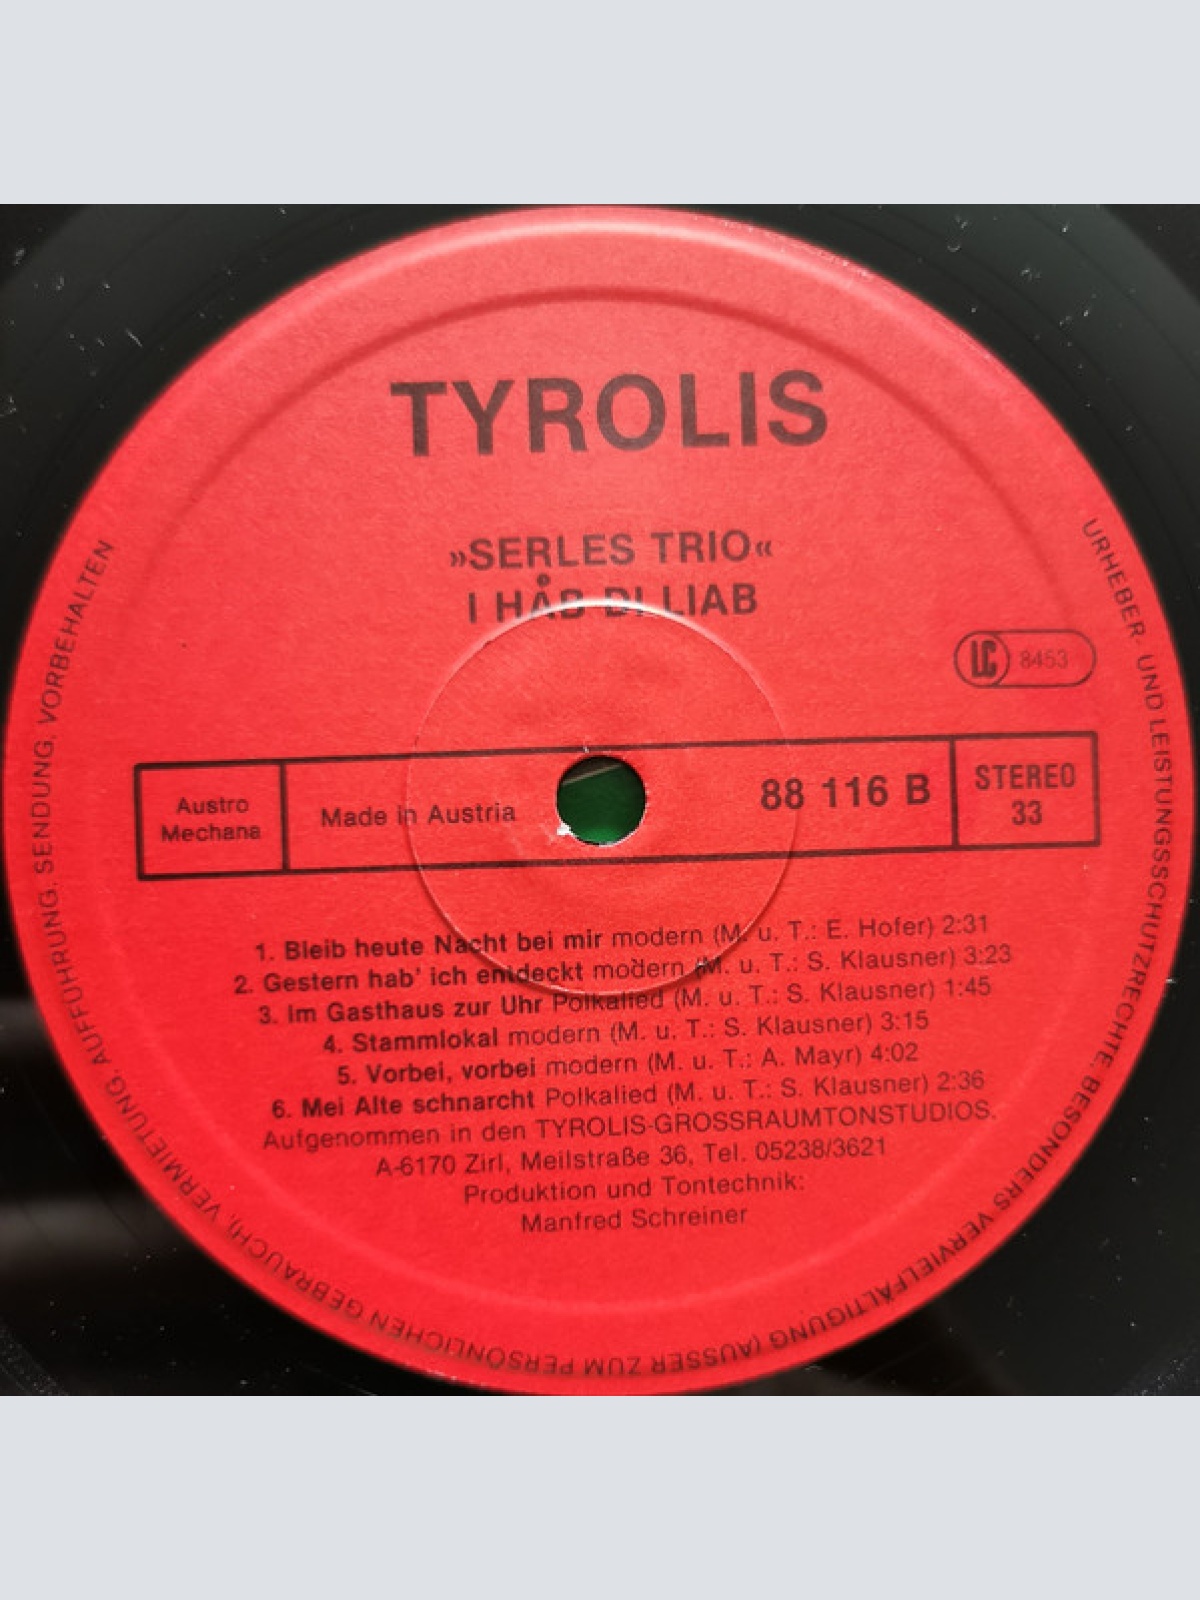 TYROLIS
»SERLES TRIO«
I HÅB DI LIAB
LC 8453
Austro
Mechana
Made in Austria
88 116 B
STEREO
33
1. Bleib heute Nacht bei mir modern (M. u. T.: E. Hofer) 2:31
2. Gestern hab' ich entdeckt modern (M. u. T.: S. Klausner) 3:23
3. Im Gasthaus zur Uhr Polkalied (M. u. T.: S. Klausner) 1:45
4. Stammlokal modern (M. u. T.: S. Klausner) 3:15
5. Vorbei, vorbei modern (M. u. T.: A. Mayr) 4:02
6. Mei Alte schnarcht Polkalied (M. u. T.: S. Klausner) 2:36
Aufgenommen in den TYROLIS-GROSSRAUMTONSTUDIOS.
A-6170 Zirl, Meilstraße 36, Tel. 05238/3621
Produktion und Tontechnik:
Manfred Schreiner
URHEBER- UND LEISTUNGSSCHUTZRECHTE, BESONDERS VERVIELFÄLTIGUNG (AUSSER ZUM PERSÖNLICHEN GEBRAUCH), VERMIETUNG, AUFFÜHRUNG, SENDUNG, VORBEHALTEN